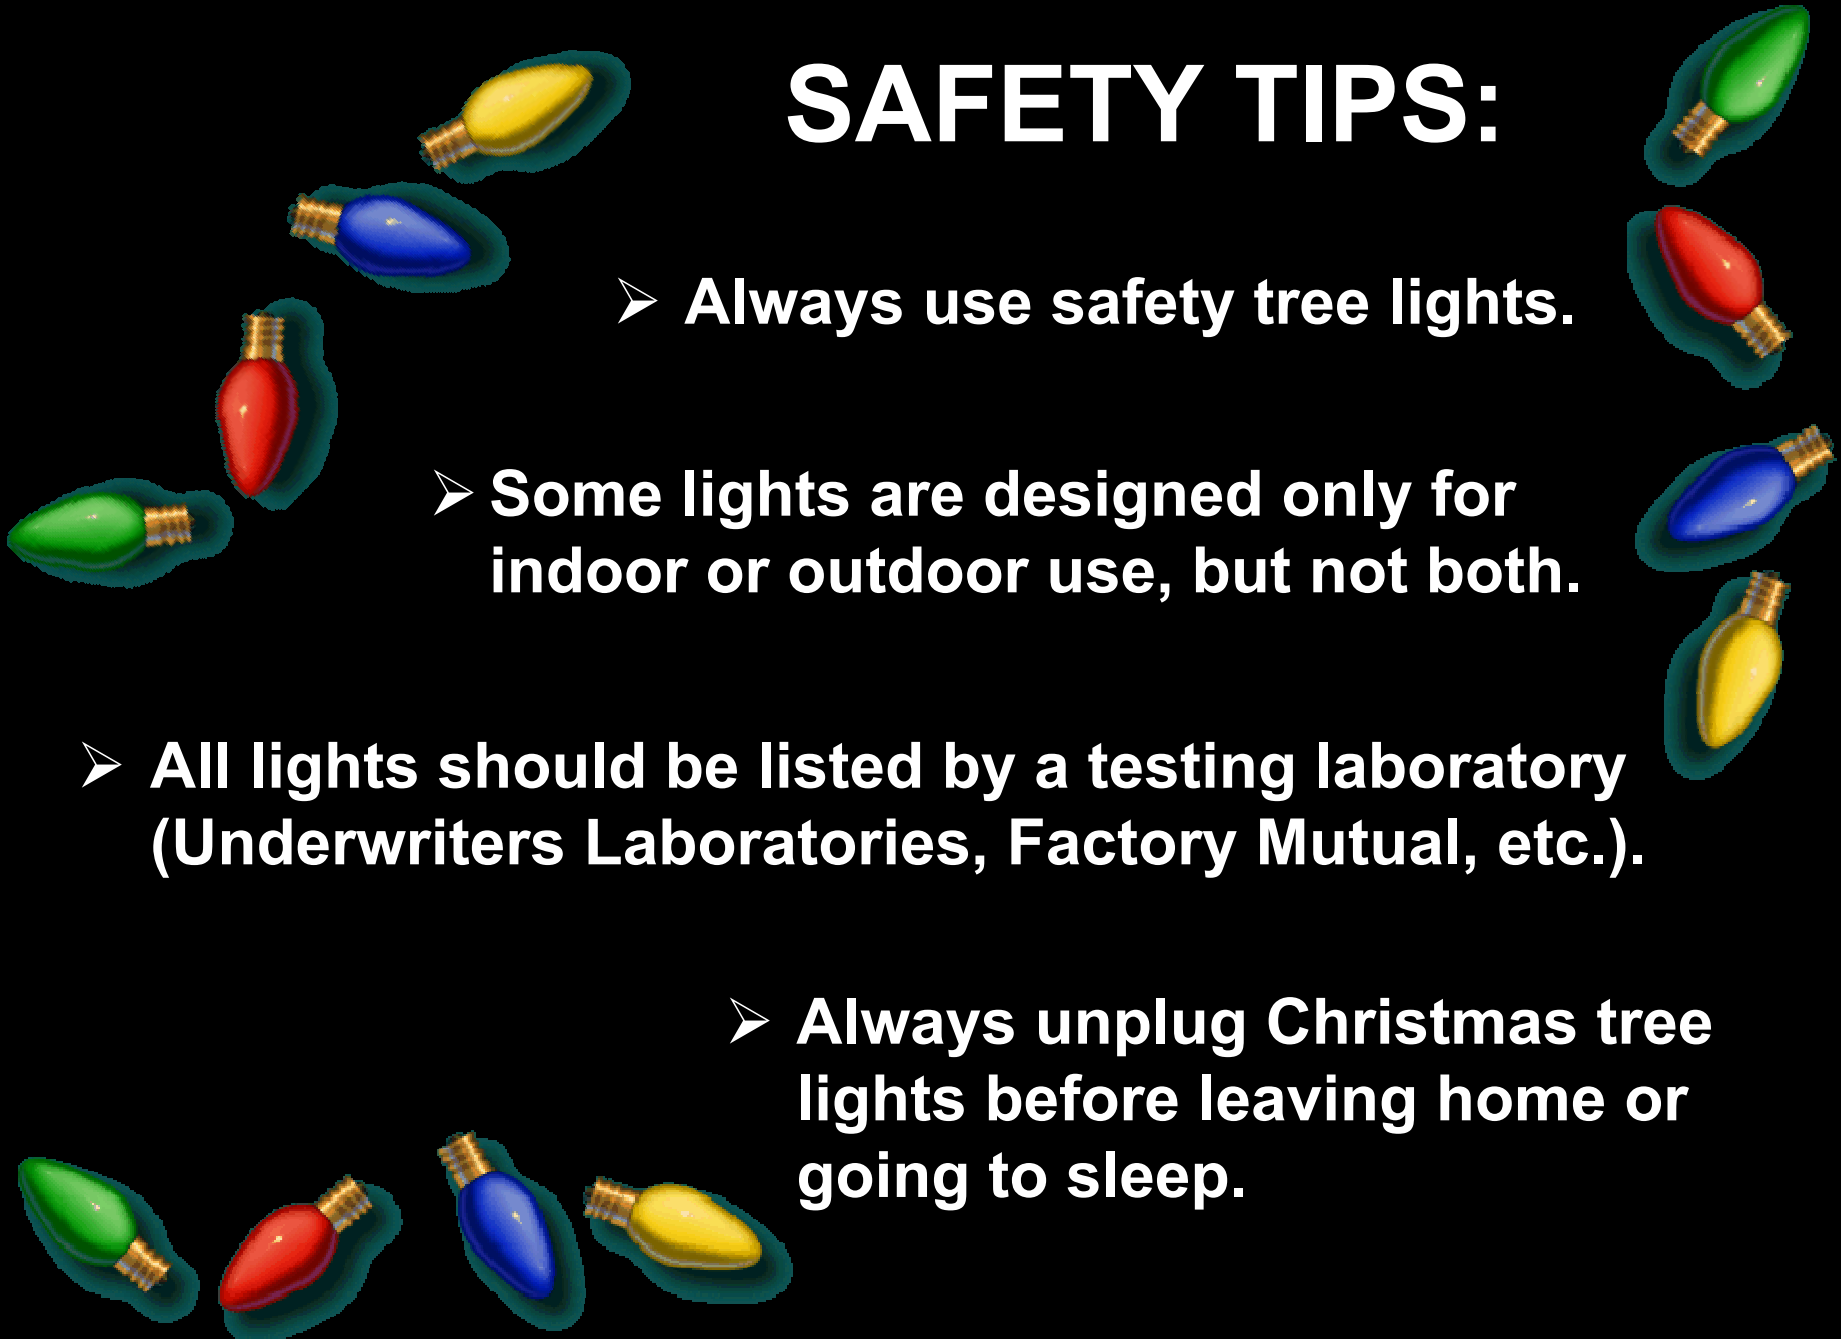 SAFETY TIPS:
➢ Always use safety tree lights.
➢ Some lights are designed only for
indoor or outdoor use, but not both.
➢ All lights should be listed by a testing laboratory
(Underwriters Laboratories, Factory Mutual, etc.).
➢ Always unplug Christmas tree
lights before leaving home or
going to sleep.